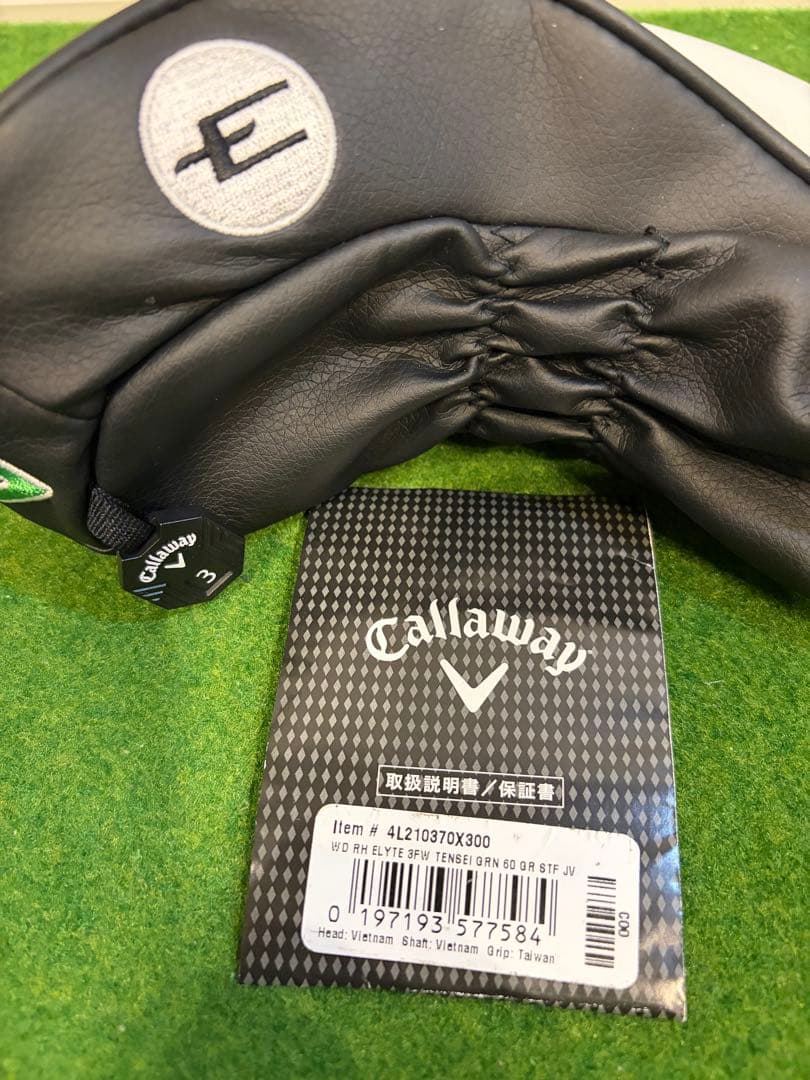 E
Callaway
3
Callaway
取扱説明書/保証書
Item # 4L210370X300
WD RH ELYTE 3FW TENSEI GRN 60 GR STF JV
0 197193 577584
C00
Head: Vietnam Shaft: Vietnam Grip: Taiwan